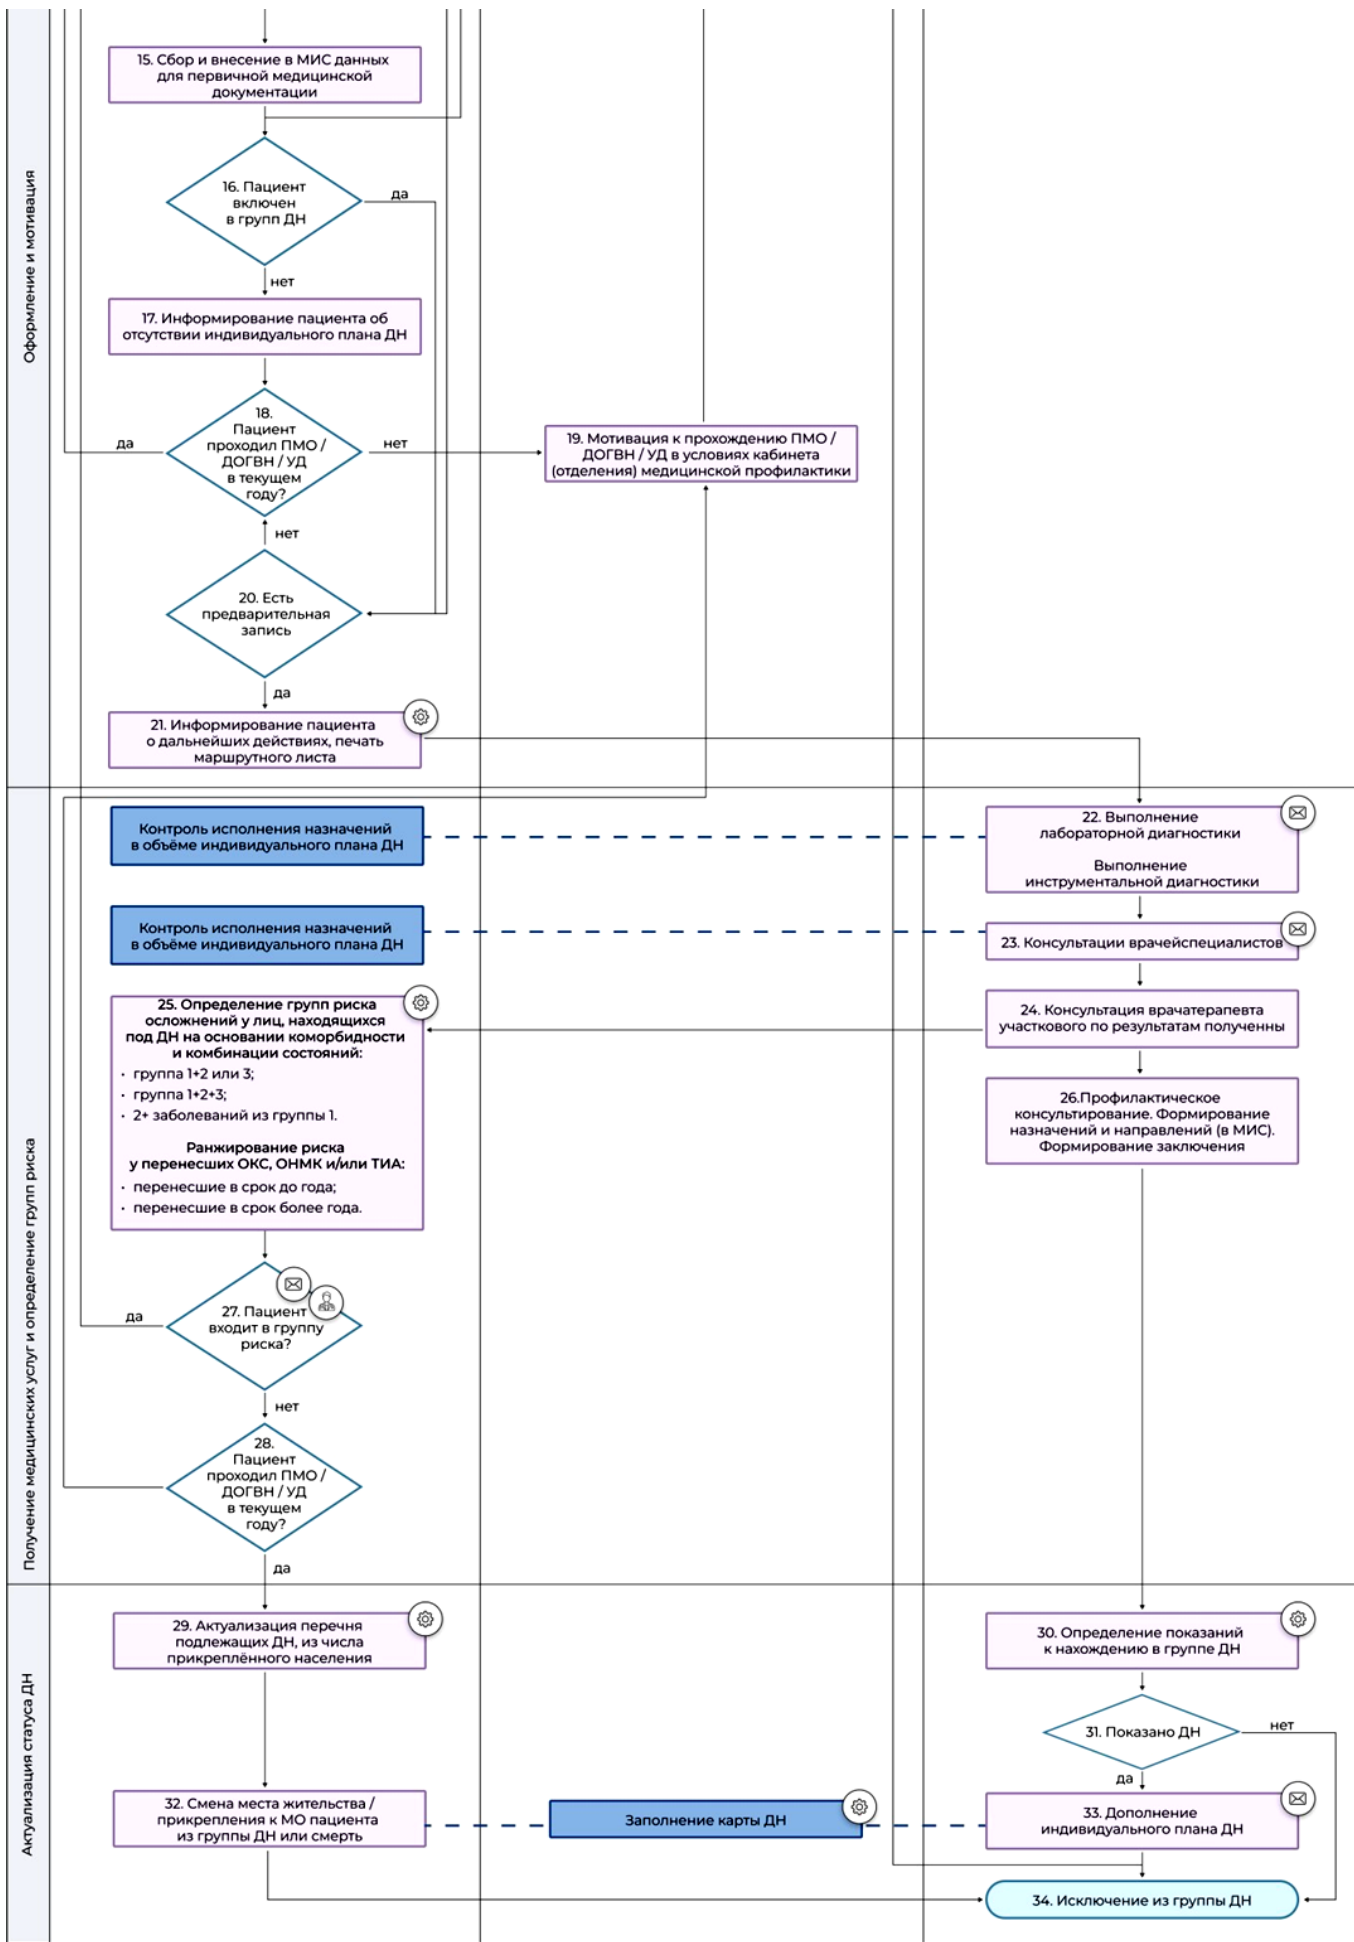 Оформление и мотивация
15. Сбор и внесение в МИС данных
для первичной медицинской
документации
16. Пациент
включен
в групп ДН
да
нет
17. Информирование пациента об
отсутствии индивидуального плана ДН
18.
Пациент
проходил ПМО /
ДОГВН / УД
в текущем
году?
да
нет
19. Мотивация к прохождению ПМО /
ДОГВН / УД в условиях кабинета
(отделения) медицинской профилактики
нет
20. Есть
предварительная
запись
да
21. Информирование пациента
о дальнейших действиях, печать
маршрутного листа
Получение медицинских услуг и определение групп риска
Контроль исполнения назначений
в объёме индивидуального плана ДН
22. Выполнение
лабораторной диагностики
Выполнение
инструментальной диагностики
Контроль исполнения назначений
в объёме индивидуального плана ДН
23. Консультации врачейспециалистов
24. Консультация врачатерапевта
участкового по результатам полученны
25. Определение групп риска
осложнений у лиц, находящихся
под ДН на основании коморбидности
и комбинации состояний:
· группа 1+2 или 3;
· группа 1+2+3;
· 2+ заболеваний из группы 1.
Ранжирование риска
у перенесших ОКС, ОНМК и/или ТИА:
· перенесшие в срок до года;
· перенесшие в срок более года.
26.Профилактическое
консультирование. Формирование
назначений и направлений (в МИС).
Формирование заключения
27. Пациент
входит в группу
риска?
да
нет
28.
Пациент
проходил ПМО /
ДОГВН / УД
в текущем
году?
да
Актуализация статуса ДН
29. Актуализация перечня
подлежащих ДН, из числа
прикреплённого населения
30. Определение показаний
к нахождению в группе ДН
31. Показано ДН
нет
да
32. Смена места жительства /
прикрепления к МО пациента
из группы ДН или смерть
Заполнение карты ДН
33. Дополнение
индивидуального плана ДН
34. Исключение из группы ДН